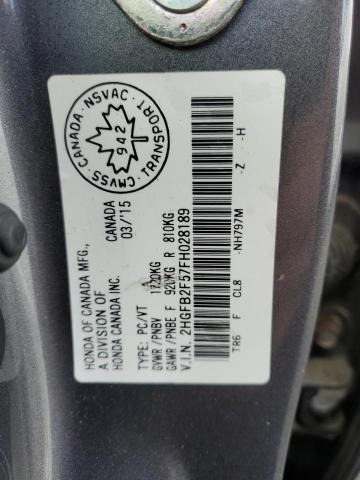 CANADA · NSVAC · TRANSPORT · CMVSS ·
942
HONDA OF CANADA MFG., CANADA
A DIVISION OF 03/'15
HONDA CANADA INC.
TYPE: PC/VT
GVWR/PNBV 1720KG
GAWR/PNBE F 920KG R 810KG
V.I.N. 2HGFB2F57FH028189
TR6 F CL8 -NH797M -Z -H